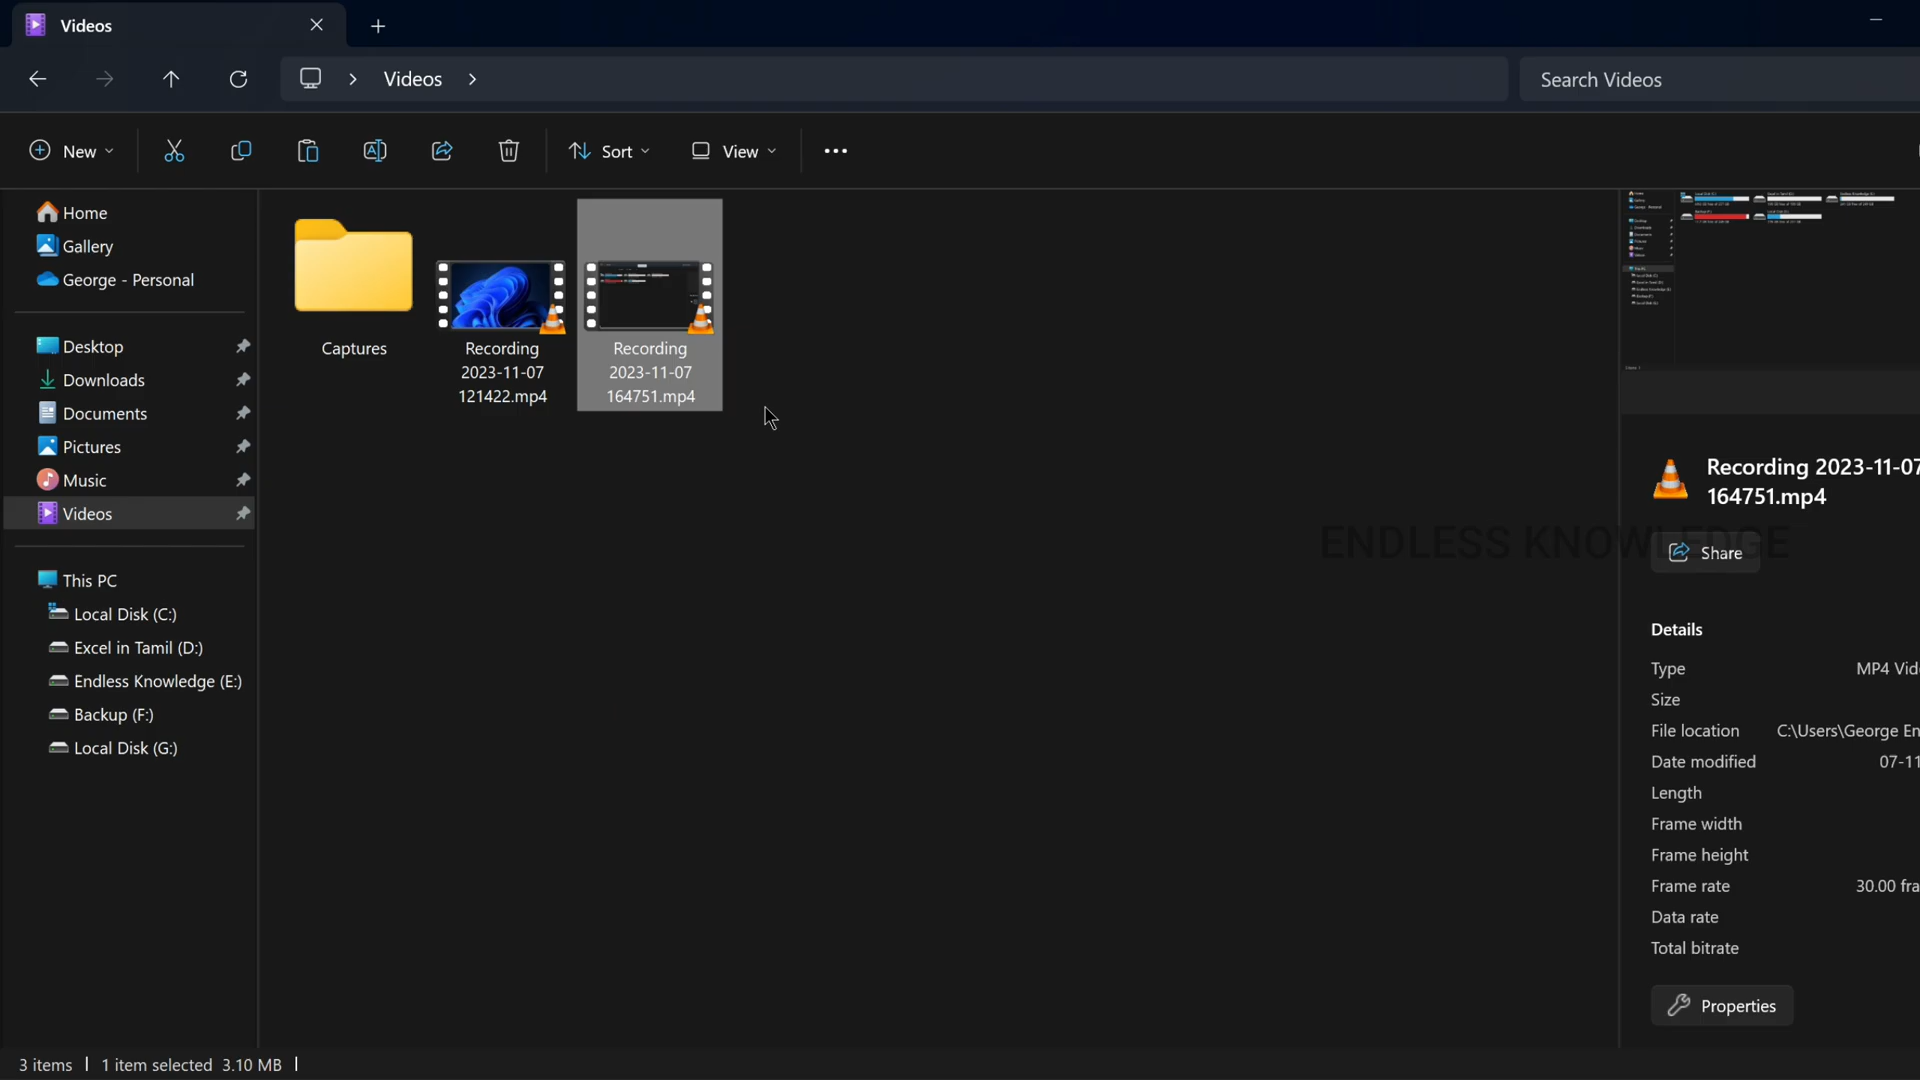 Videos
Videos
Search Videos
New
Sort
View
Home
Gallery
George - Personal
Desktop
Downloads
Documents
Pictures
Music
Videos
This PC
Local Disk (C:)
Excel in Tamil (D:)
Endless Knowledge (E:)
Backup (F:)
Local Disk (G:)
Captures
Recording
2023-11-07
121422.mp4
Recording
2023-11-07
164751.mp4
ENDLESS KNOWLEDGE
Recording 2023-11-07
164751.mp4
Share
Details
Type MP4 Vid
Size
File location C:\Users\George En
Date modified 07-11
Length
Frame width
Frame height
Frame rate 30.00 fra
Data rate
Total bitrate
Properties
3 items 1 item selected 3.10 MB